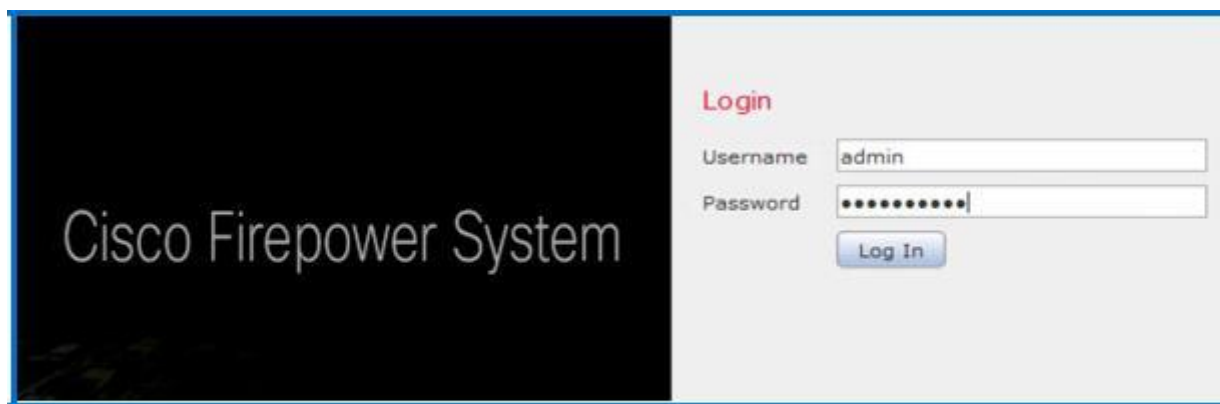 Cisco Firepower System
Login
Username admin
Password ••••••••••
Log In